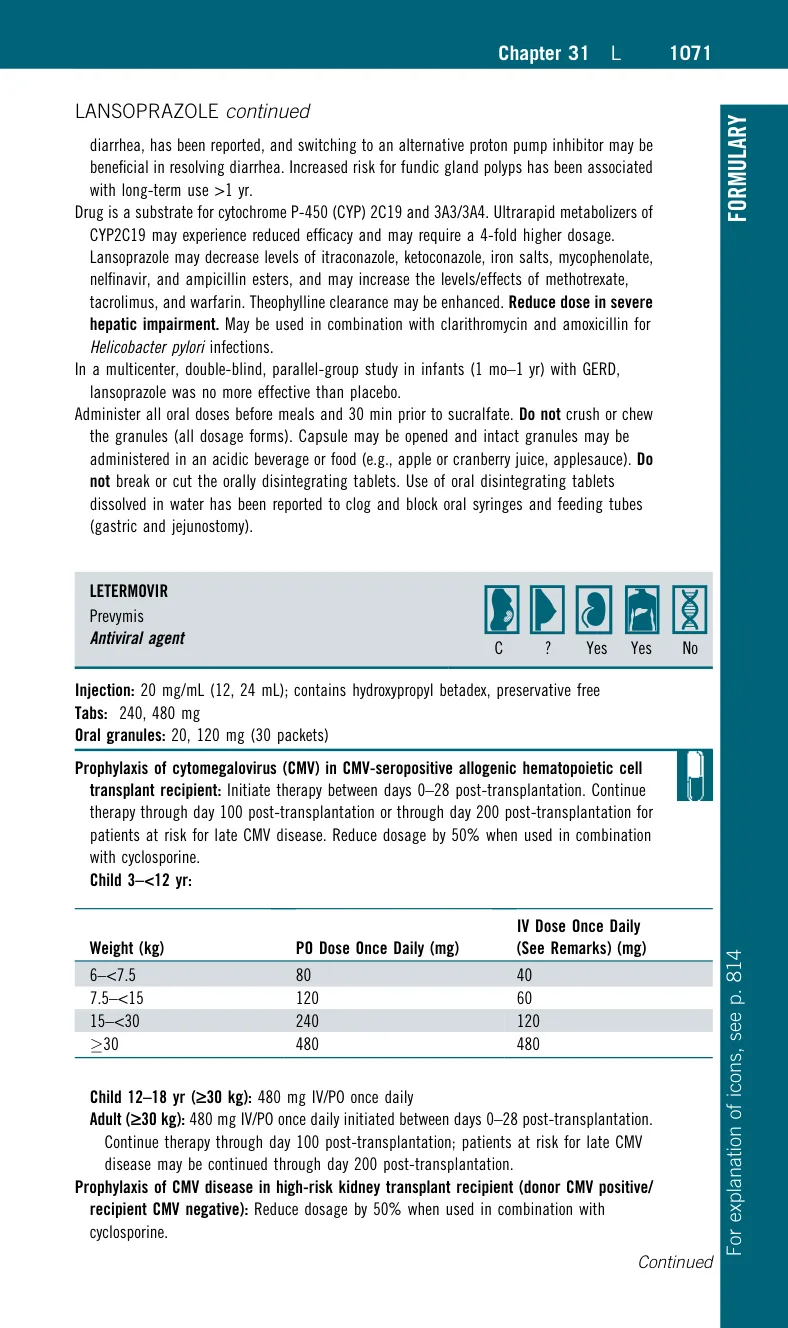 Chapter 31 L 1071
LANSOPRAZOLE continued
diarrhea, has been reported, and switching to an alternative proton pump inhibitor may be
beneficial in resolving diarrhea. Increased risk for fundic gland polyps has been associated
with long-term use >1 yr.
Drug is a substrate for cytochrome P-450 (CYP) 2C19 and 3A3/3A4. Ultrarapid metabolizers of
CYP2C19 may experience reduced efficacy and may require a 4-fold higher dosage.
Lansoprazole may decrease levels of itraconazole, ketoconazole, iron salts, mycophenolate,
nelfinavir, and ampicillin esters, and may increase the levels/effects of methotrexate,
tacrolimus, and warfarin. Theophylline clearance may be enhanced. Reduce dose in severe
hepatic impairment. May be used in combination with clarithromycin and amoxicillin for
Helicobacter pylori infections.
In a multicenter, double-blind, parallel-group study in infants (1 mo–1 yr) with GERD,
lansoprazole was no more effective than placebo.
Administer all oral doses before meals and 30 min prior to sucralfate. Do not crush or chew
the granules (all dosage forms). Capsule may be opened and intact granules may be
administered in an acidic beverage or food (e.g., apple or cranberry juice, applesauce). Do
not break or cut the orally disintegrating tablets. Use of oral disintegrating tablets
dissolved in water has been reported to clog and block oral syringes and feeding tubes
(gastric and jejunostomy).
LETERMOVIR
Prevymis
Antiviral agent
C ? Yes Yes No
Injection: 20 mg/mL (12, 24 mL); contains hydroxypropyl betadex, preservative free
Tabs: 240, 480 mg
Oral granules: 20, 120 mg (30 packets)
Prophylaxis of cytomegalovirus (CMV) in CMV-seropositive allogenic hematopoietic cell
transplant recipient: Initiate therapy between days 0–28 post-transplantation. Continue
therapy through day 100 post-transplantation or through day 200 post-transplantation for
patients at risk for late CMV disease. Reduce dosage by 50% when used in combination
with cyclosporine.
Child 3–<12 yr:
Weight (kg) PO Dose Once Daily (mg) IV Dose Once Daily
(See Remarks) (mg)
6–<7.5 80 40
7.5–<15 120 60
15–<30 240 120
≥30 480 480
Child 12–18 yr (≥30 kg): 480 mg IV/PO once daily
Adult (≥30 kg): 480 mg IV/PO once daily initiated between days 0–28 post-transplantation.
Continue therapy through day 100 post-transplantation; patients at risk for late CMV
disease may be continued through day 200 post-transplantation.
Prophylaxis of CMV disease in high-risk kidney transplant recipient (donor CMV positive/
recipient CMV negative): Reduce dosage by 50% when used in combination with
cyclosporine.
Continued
FORMULARY
For explanation of icons, see p. 814